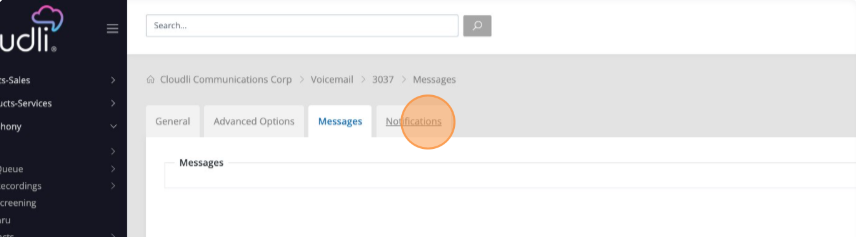 udli
Search...
Cloudli Communications Corp > Voicemail > 3037 > Messages
ts-Sales
ucts-Services
hony
General Advanced Options Messages Notifications
Messages
Queue
ecordings
creening
ru